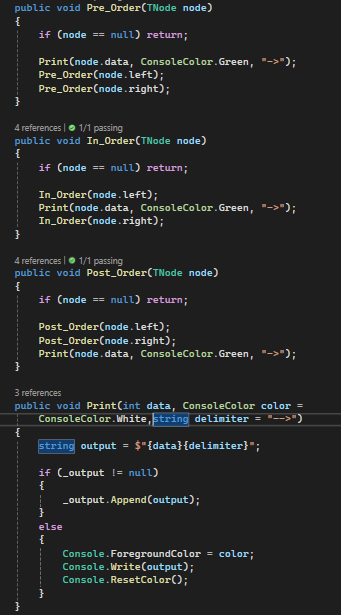 public void Pre_Order(TNode node)
{
if (node == null) return;
Print(node.data, ConsoleColor.Green, "->");
Pre_Order(node.left);
Pre_Order(node.right);
}
4 references | 1/1 passing
public void In_Order(TNode node)
{
if (node == null) return;
In_Order(node.left);
Print(node.data, ConsoleColor.Green, "->");
In_Order(node.right);
}
4 references | 1/1 passing
public void Post_Order(TNode node)
{
if (node == null) return;
Post_Order(node.left);
Post_Order(node.right);
Print(node.data, ConsoleColor.Green, "->");
}
3 references
public void Print(int data, ConsoleColor color =
ConsoleColor.White,string delimiter = "-->")
{
string output = $"{data}{delimiter}";
if (_output != null)
{
_output.Append(output);
}
else
{
Console.ForegroundColor = color;
Console.Write(output);
Console.ResetColor();
}
}